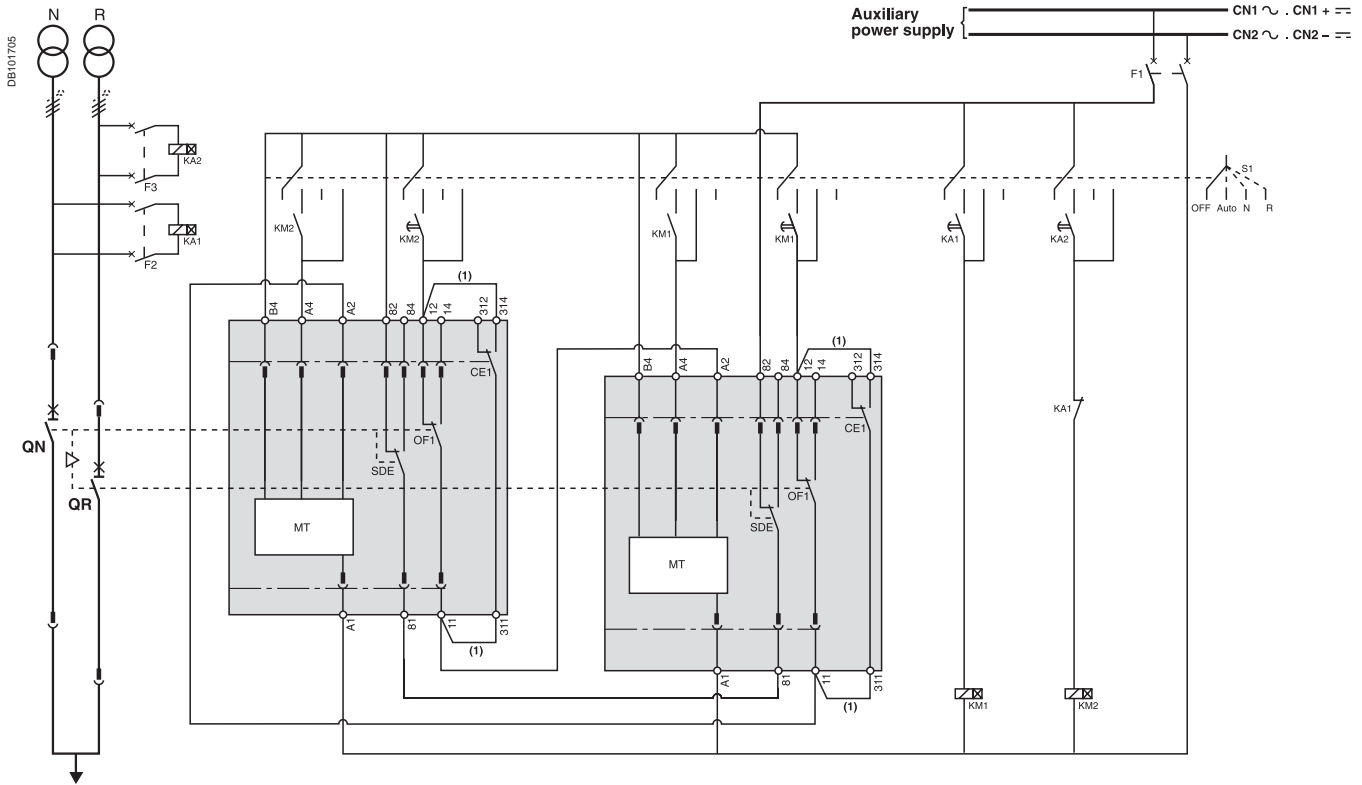 N R
DB101705
Auxiliary
power supply
CN1 ~ . CN1 + ⎓
CN2 ~ . CN2 – ⎓
F1
KA2
F3
KA1
F2
S1
OFF Auto N R
KM2 KM2 KM1 KM1 KA1 KA2
(1)
B4 A4 A2 82 84 12 14 312 314
CE1
(1)
B4 A4 A2 82 84 12 14 312 314
CE1
KA1
QN
OF1
SDE
QR
OF1
SDE
MT
MT
A1 81 11 311
(1)
A1 81 11 311
(1)
KM1
KM2